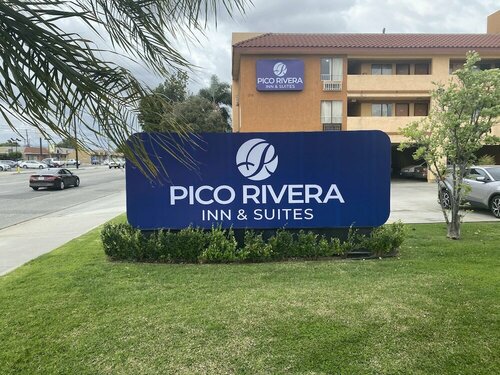 PICO RIVERA
INN & SUITES
PICO RIVERA
INN & SUITES